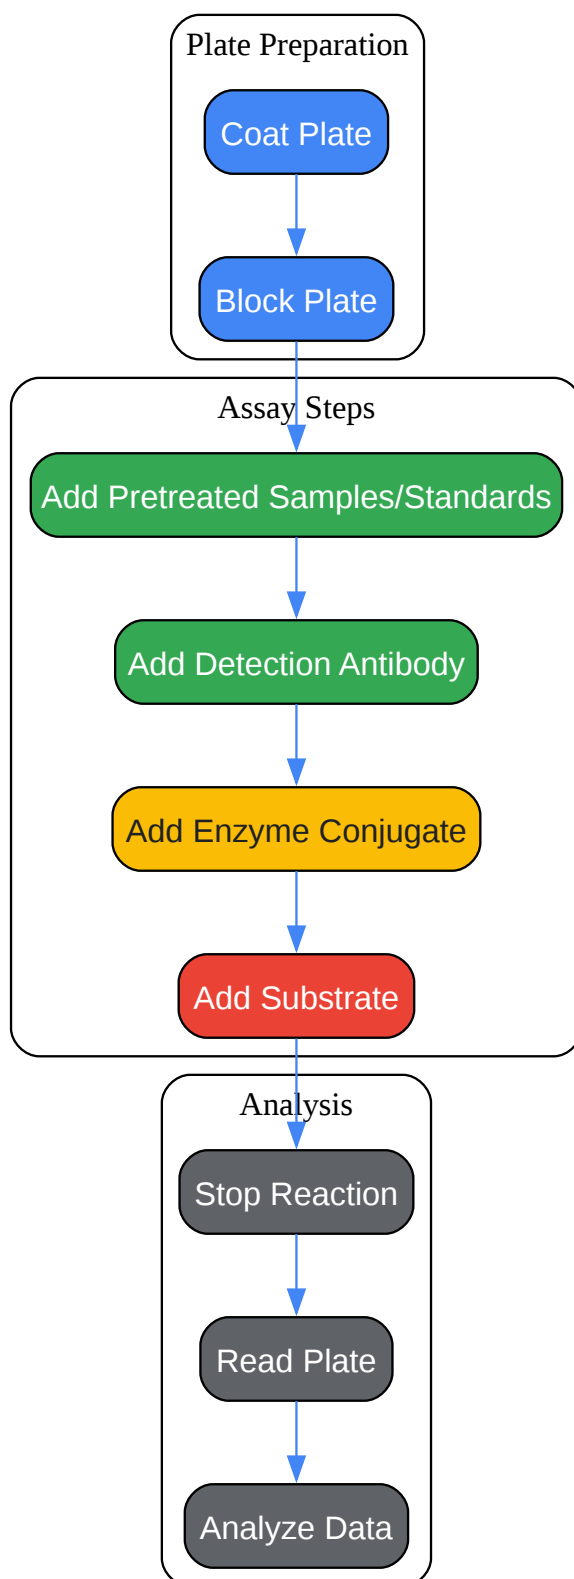 Plate Preparation
Coat Plate
Block Plate
Assay Steps
Add Pretreated Samples/Standards
Add Detection Antibody
Add Enzyme Conjugate
Add Substrate
Analysis
Stop Reaction
Read Plate
Analyze Data